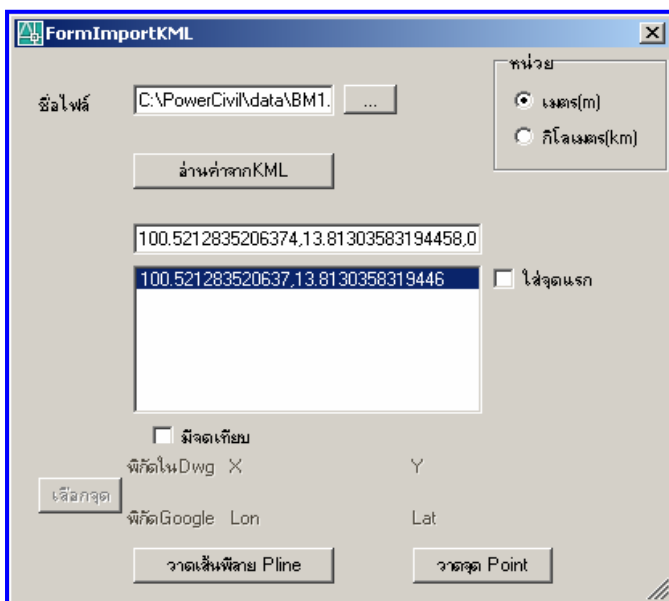 FormImportKML
หน่วย
ชื่อไฟล์
C:\PowerCivil\data\BM1.
...
เมตร(m)
กิโลเมตร(km)
อ่านค่าจากKML
100.5212835206374,13.81303583194458,0
100.521283520637,13.8130358319446
ใส่จุดแรก
มีจดเทียบ
พิกัดในDwg X Y
เลือกจุด
พิกัดGoogle Lon Lat
วาดเส้นพีลาย Pline
วาดจุด Point